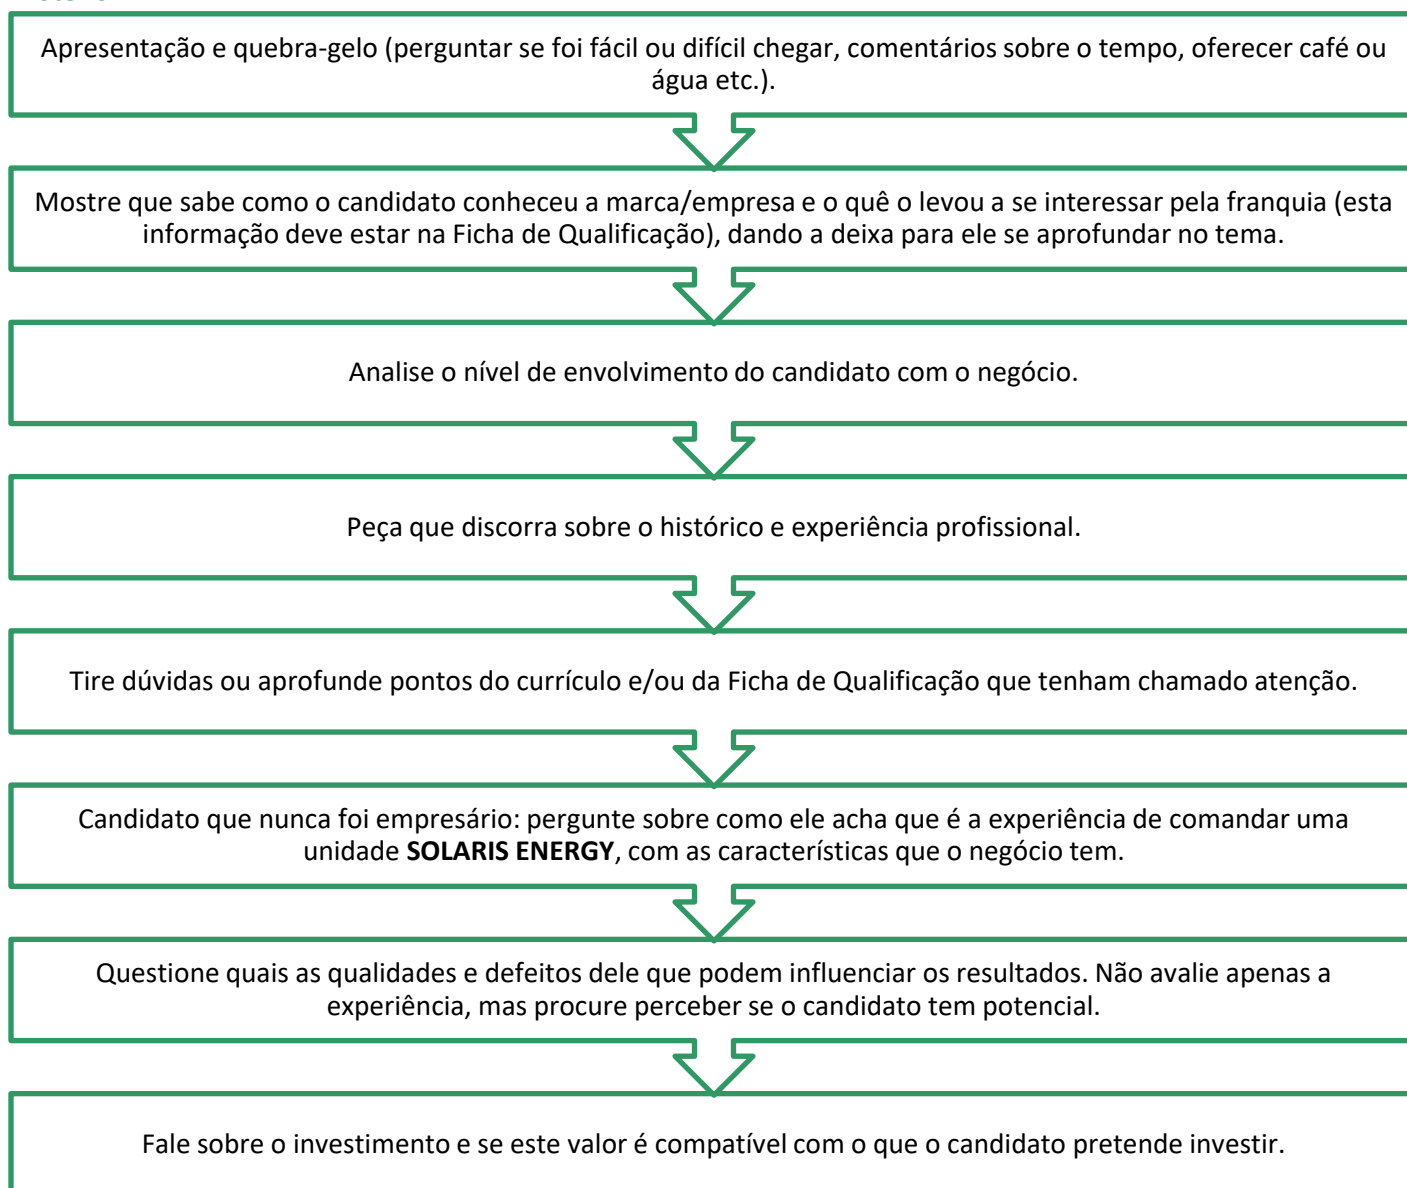 Apresentação e quebra-gelo (perguntar se foi fácil ou difícil chegar, comentários sobre o tempo, oferecer café ou
água etc.).
Mostre que sabe como o candidato conheceu a marca/empresa e o quê o levou a se interessar pela franquia (esta
informação deve estar na Ficha de Qualificação), dando a deixa para ele se aprofundar no tema.
Analise o nível de envolvimento do candidato com o negócio.
Peça que discorra sobre o histórico e experiência profissional.
Tire dúvidas ou aprofunde pontos do currículo e/ou da Ficha de Qualificação que tenham chamado atenção.
Candidato que nunca foi empresário: pergunte sobre como ele acha que é a experiência de comandar uma
unidade SOLARIS ENERGY, com as características que o negócio tem.
Questione quais as qualidades e defeitos dele que podem influenciar os resultados. Não avalie apenas a
experiência, mas procure perceber se o candidato tem potencial.
Fale sobre o investimento e se este valor é compatível com o que o candidato pretende investir.